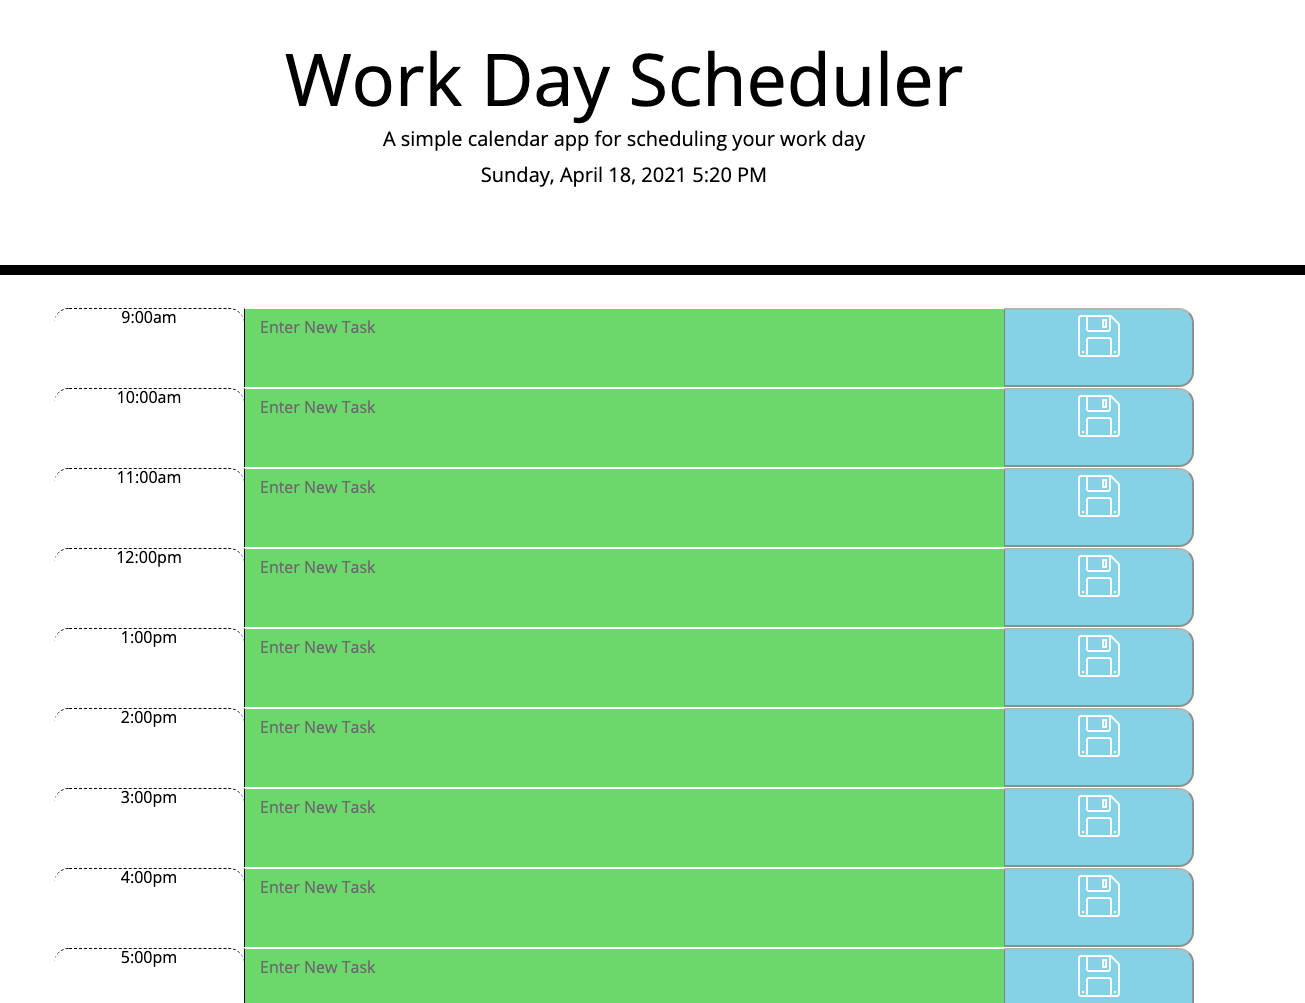 Work Day Scheduler
A simple calendar app for scheduling your work day
Sunday, April 18, 2021 5:20 PM
9:00am
Enter New Task
10:00am
Enter New Task
11:00am
Enter New Task
12:00pm
Enter New Task
1:00pm
Enter New Task
2:00pm
Enter New Task
3:00pm
Enter New Task
4:00pm
Enter New Task
5:00pm
Enter New Task